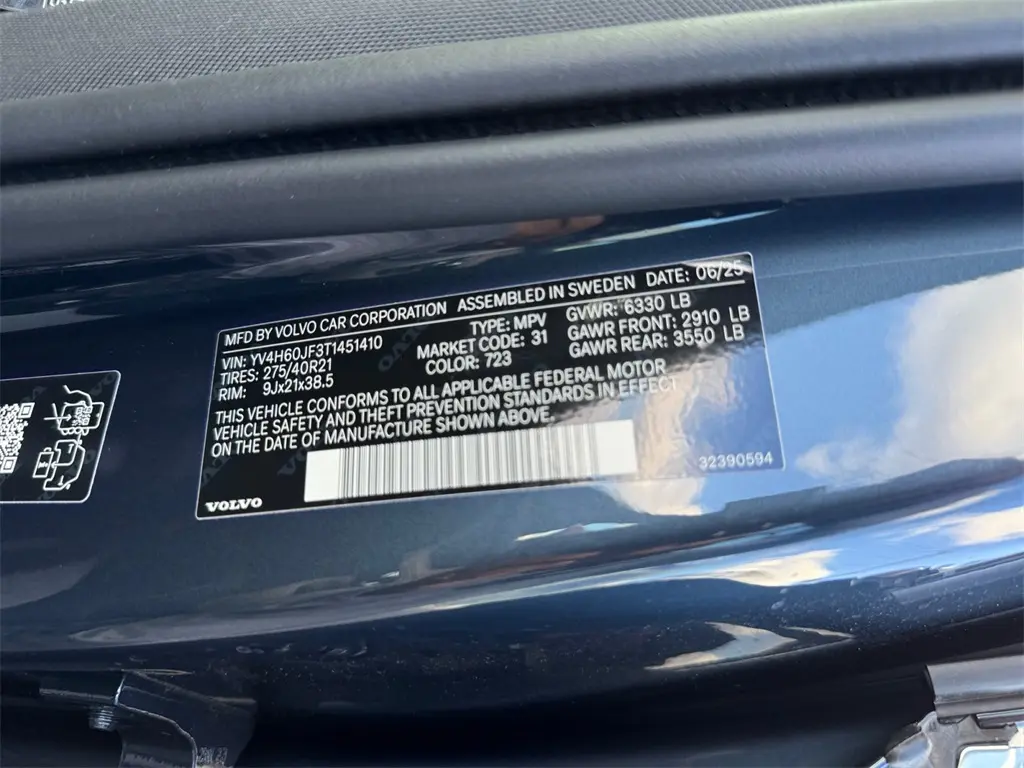 MFD BY VOLVO CAR CORPORATION ASSEMBLED IN SWEDEN DATE: 06/25
VIN: YV4H60JF3T1451410 TYPE: MPV GVWR: 6330 LB
TIRES: 275/40R21 MARKET CODE: 31 GAWR FRONT: 2910 LB
RIM: 9Jx21x38.5 COLOR: 723 GAWR REAR: 3550 LB
THIS VEHICLE CONFORMS TO ALL APPLICABLE FEDERAL MOTOR
VEHICLE SAFETY AND THEFT PREVENTION STANDARDS IN EFFECT
ON THE DATE OF MANUFACTURE SHOWN ABOVE.
VOLVO 32390594